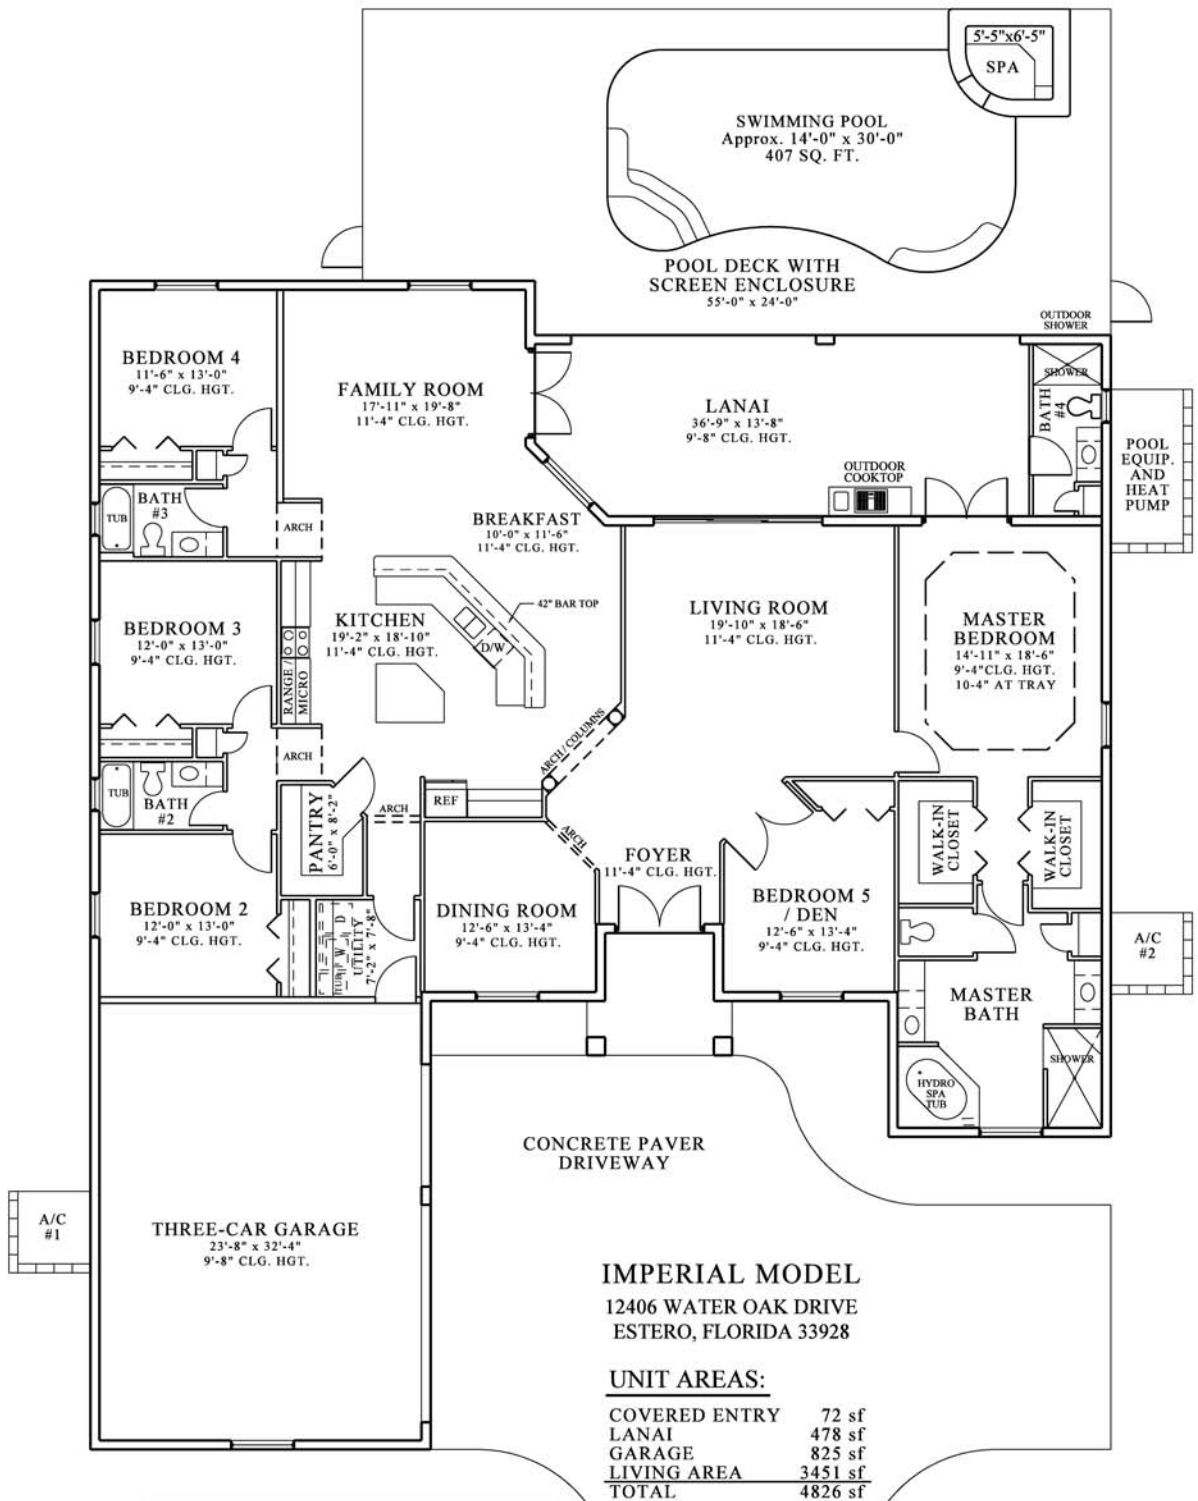 5'-5"x6'-5"
SPA
SWIMMING POOL
Approx. 14'-0" x 30'-0"
407 SQ. FT.
POOL DECK WITH
SCREEN ENCLOSURE
55'-0" x 24'-0"
OUTDOOR
SHOWER
BEDROOM 4
11'-6" x 13'-0"
9'-4" CLG. HGT.
FAMILY ROOM
17'-11" x 19'-8"
11'-4" CLG. HGT.
LANAI
36'-9" x 13'-8"
9'-8" CLG. HGT.
SHOWER
BATH
#4
POOL
EQUIP.
AND
HEAT
PUMP
OUTDOOR
COOKTOP
BATH
#3
TUB
ARCH
BREAKFAST
10'-0" x 11'-6"
11'-4" CLG. HGT.
42" BAR TOP
KITCHEN
19'-2" x 18'-10"
11'-4" CLG. HGT.
D/W
RANGE /
MICRO
BEDROOM 3
12'-0" x 13'-0"
9'-4" CLG. HGT.
LIVING ROOM
19'-10" x 18'-6"
11'-4" CLG. HGT.
MASTER
BEDROOM
14'-11" x 18'-6"
9'-4"CLG. HGT.
10-4" AT TRAY
ARCH / COLUMNS
ARCH
TUB
BATH
#2
PANTRY
6'-0" x 8'-2"
ARCH
REF
ARCH
FOYER
11'-4" CLG. HGT.
WALK-IN
CLOSET
WALK-IN
CLOSET
BEDROOM 2
12'-0" x 13'-0"
9'-4" CLG. HGT.
TUB W D
UTILITY
7'-2" x 7'-8"
DINING ROOM
12'-6" x 13'-4"
9'-4" CLG. HGT.
BEDROOM 5
/ DEN
12'-6" x 13'-4"
9'-4" CLG. HGT.
A/C
#2
MASTER
BATH
SHOWER
HYDRO
SPA
TUB
CONCRETE PAVER
DRIVEWAY
A/C
#1
THREE-CAR GARAGE
23'-8" x 32'-4"
9'-8" CLG. HGT.
IMPERIAL MODEL
12406 WATER OAK DRIVE
ESTERO, FLORIDA 33928
UNIT AREAS:
COVERED ENTRY 72 sf
LANAI 478 sf
GARAGE 825 sf
LIVING AREA 3451 sf
TOTAL 4826 sf